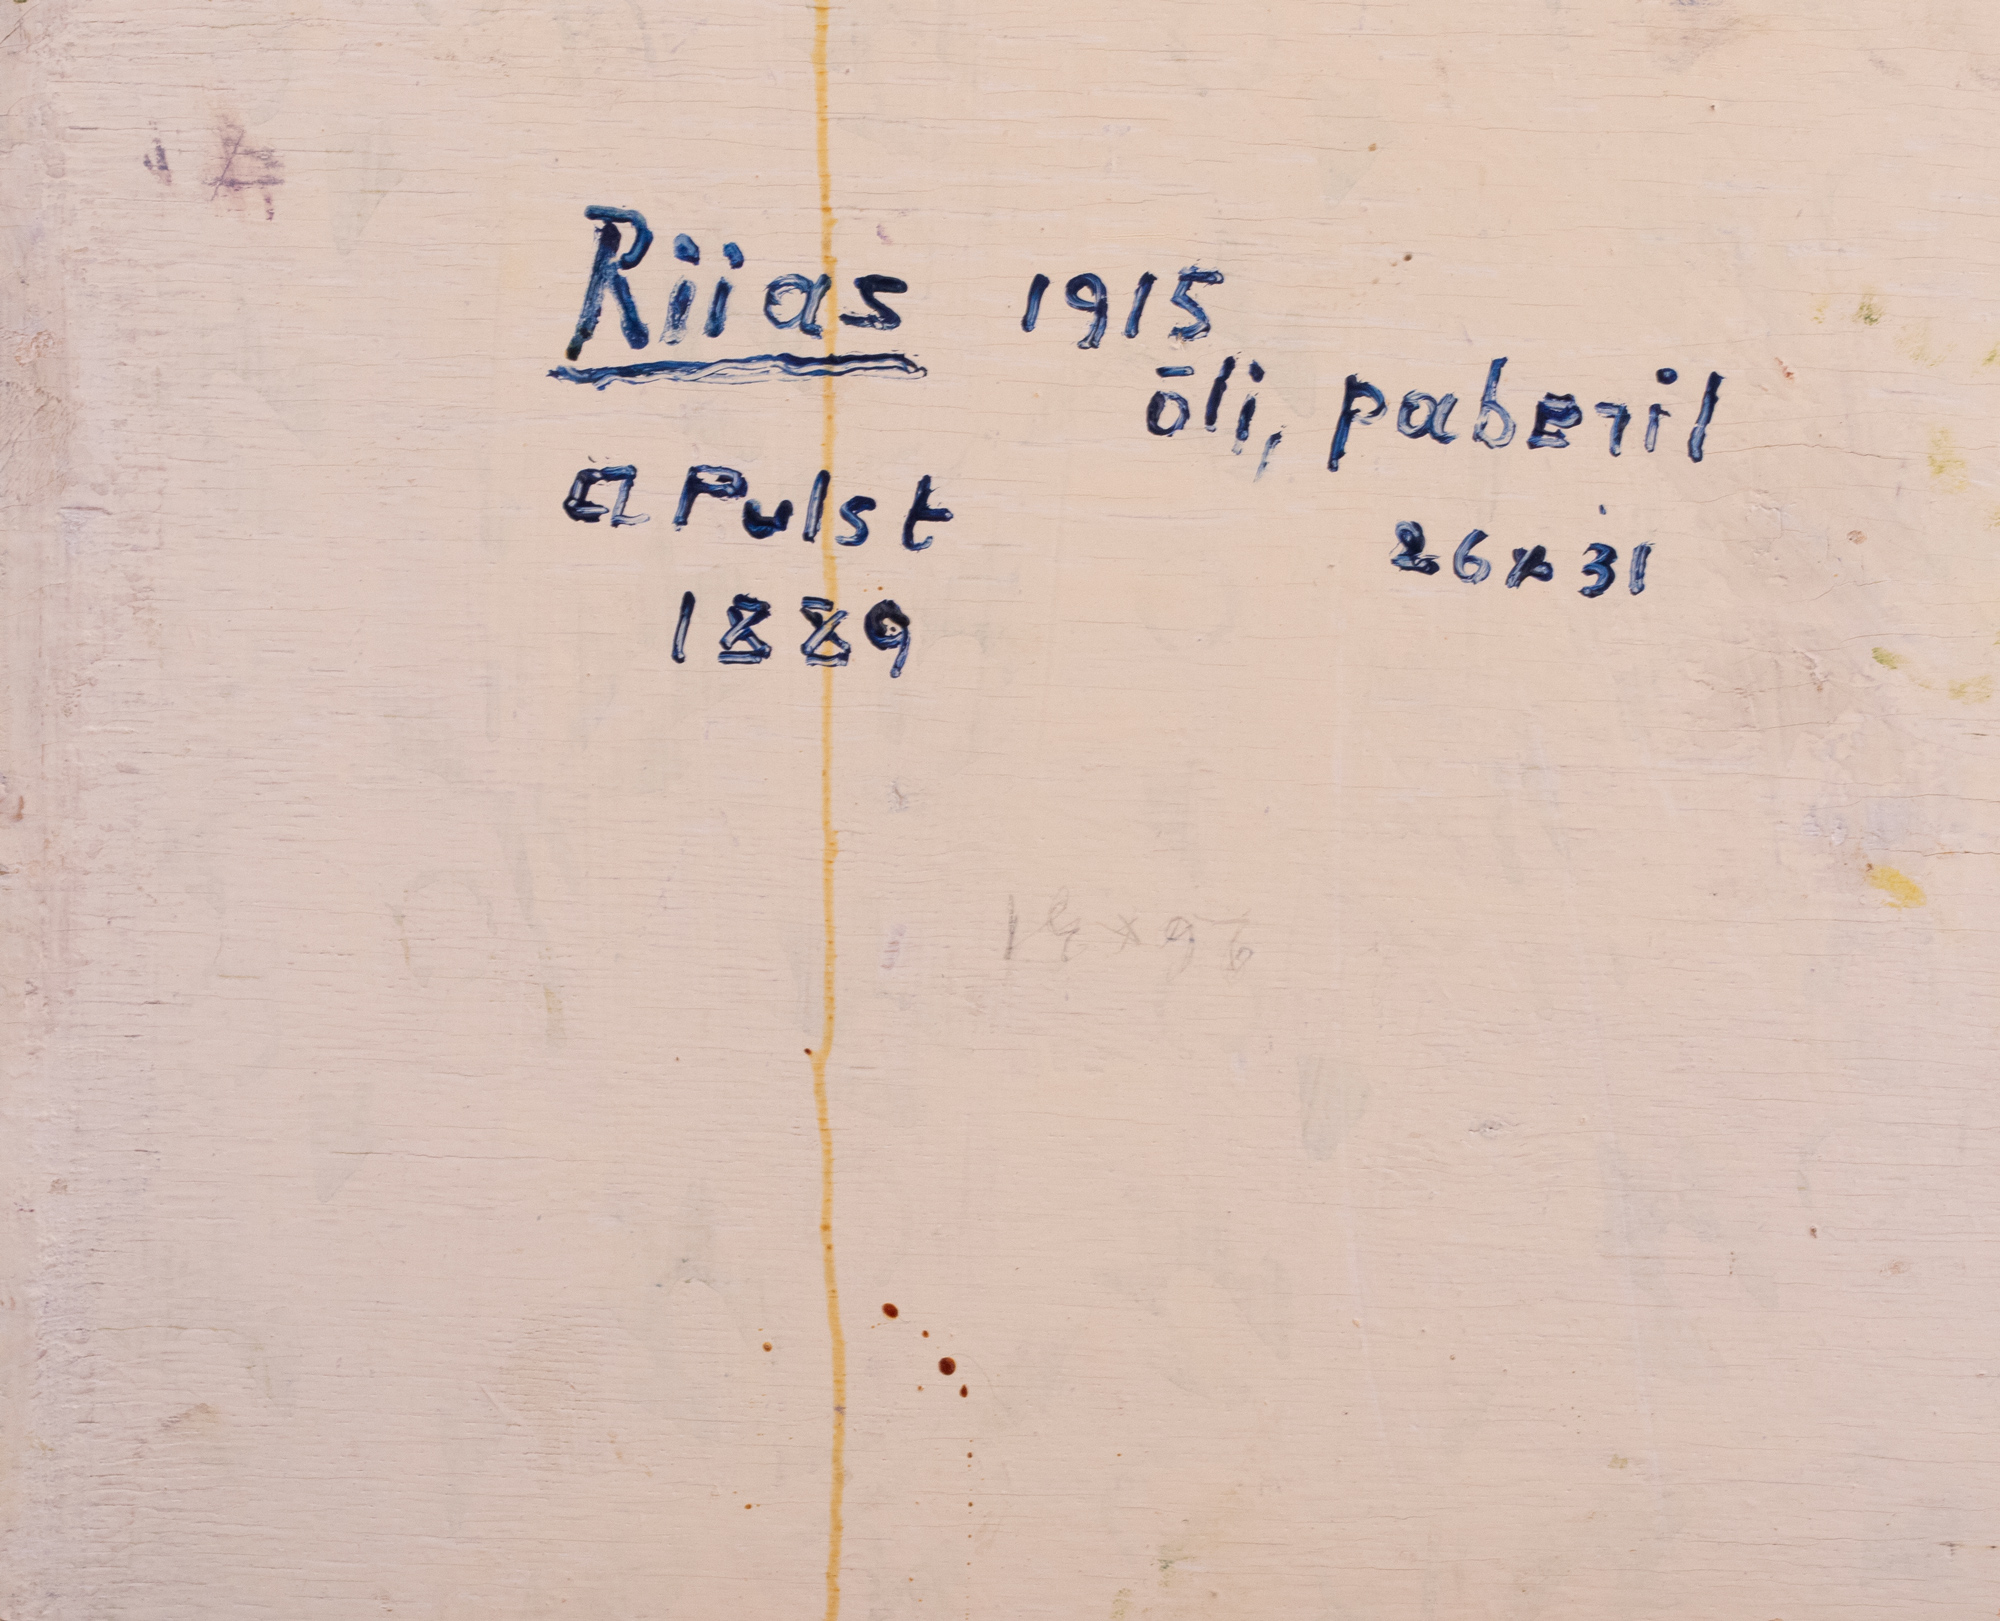 Riias 1915
õli, paberil
A Pulst
26x31
1889